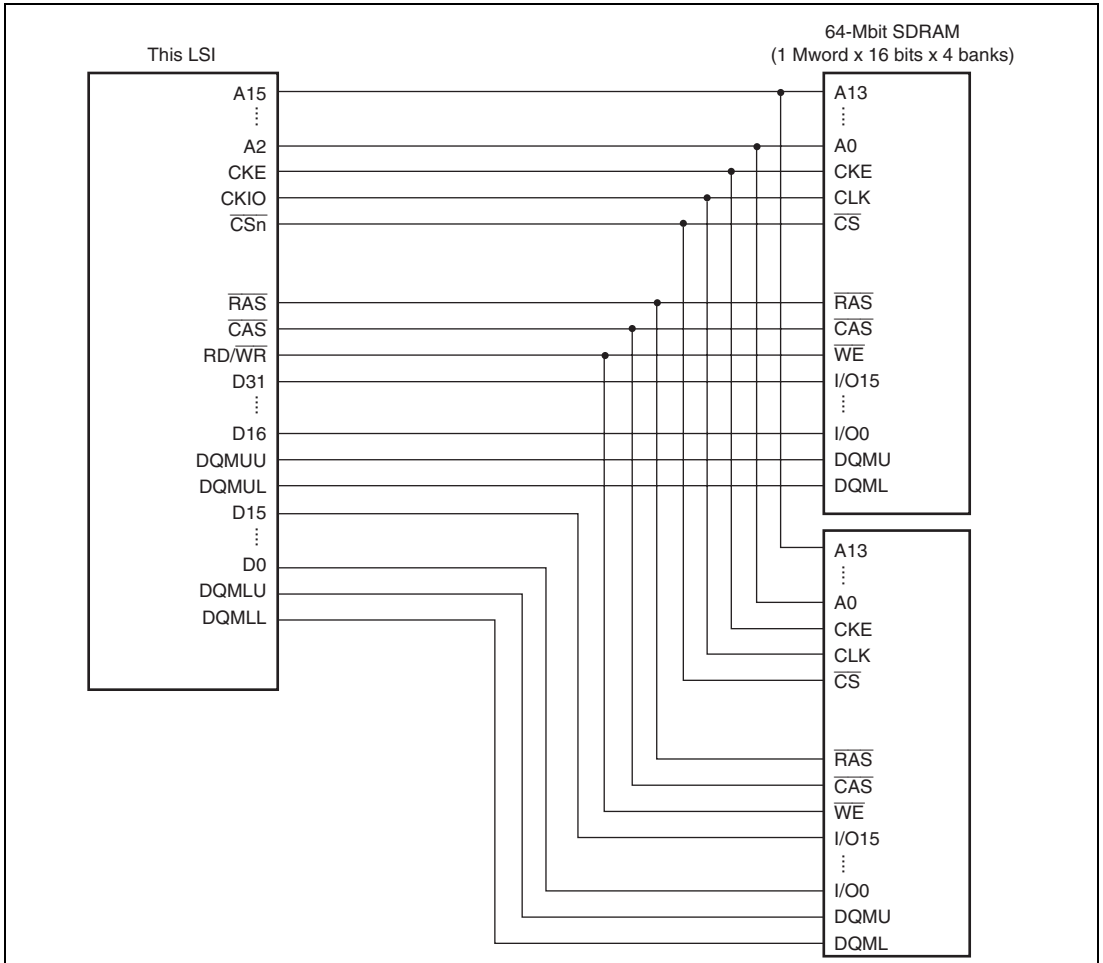 This LSI
A15
A2
CKE
CKIO
CSn
RAS
CAS
RD/WR
D31
D16
DQMUU
DQMUL
D15
D0
DQMLU
DQMLL
64-Mbit SDRAM
(1 Mword x 16 bits x 4 banks)
A13
A0
CKE
CLK
CS
RAS
CAS
WE
I/O15
I/O0
DQMU
DQML
A13
A0
CKE
CLK
CS
RAS
CAS
WE
I/O15
I/O0
DQMU
DQML